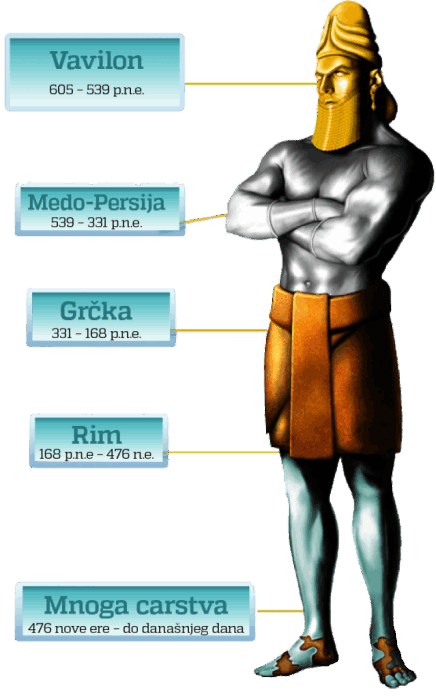 Vavilon
605 – 539 p.n.e.
Medo-Persija
539 – 331 p.n.e.
Grčka
331 – 168 p.n.e.
Rim
168 p.n.e – 476 n.e.
Mnoga carstva
476 nove ere – do današnjeg dana